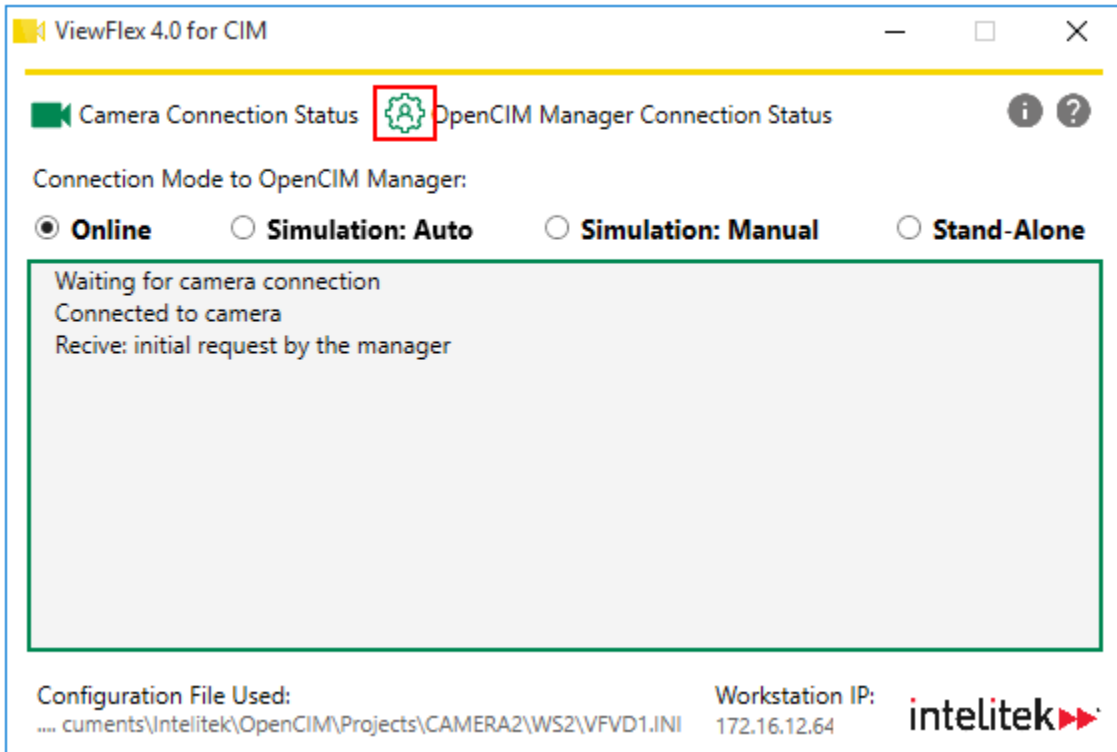 ViewFlex 4.0 for CIM
Camera Connection Status OpenCIM Manager Connection Status
Connection Mode to OpenCIM Manager:
Online Simulation: Auto Simulation: Manual Stand-Alone
Waiting for camera connection
Connected to camera
Recive: initial request by the manager
Configuration File Used: Workstation IP:
.... cuments\Intelitek\OpenCIM\Projects\CAMERA2\WS2\VFVD1.INI 172.16.12.64
intelitek